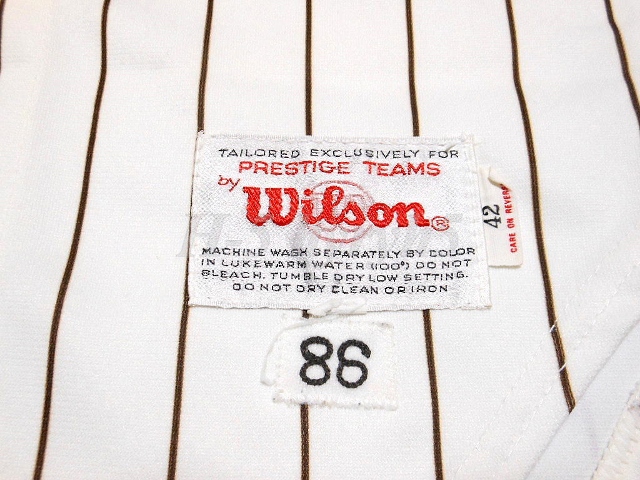 TAILORED EXCLUSIVELY FOR
PRESTIGE TEAMS
by
Wilson®
MACHINE WASH SEPARATELY BY COLOR
IN LUKEWARM WATER (100°) DO NOT
BLEACH. TUMBLE DRY LOW SETTING.
DO NOT DRY CLEAN OR IRON
42
CARE ON REVER
86